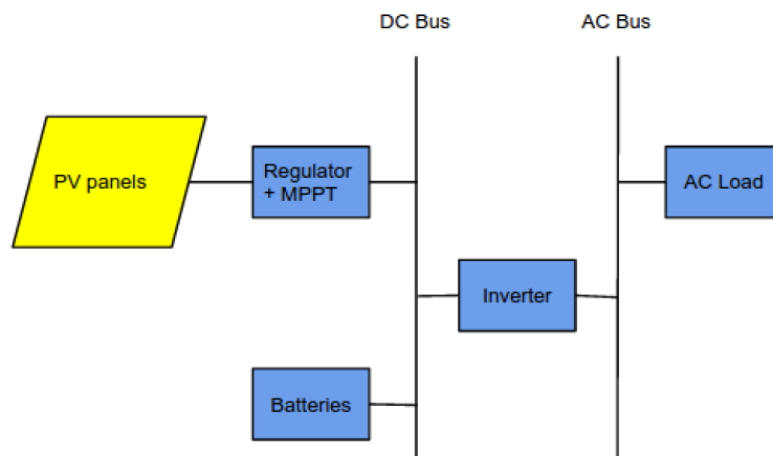 DC Bus
AC Bus
PV panels
Regulator
+ MPPT
AC Load
Inverter
Batteries